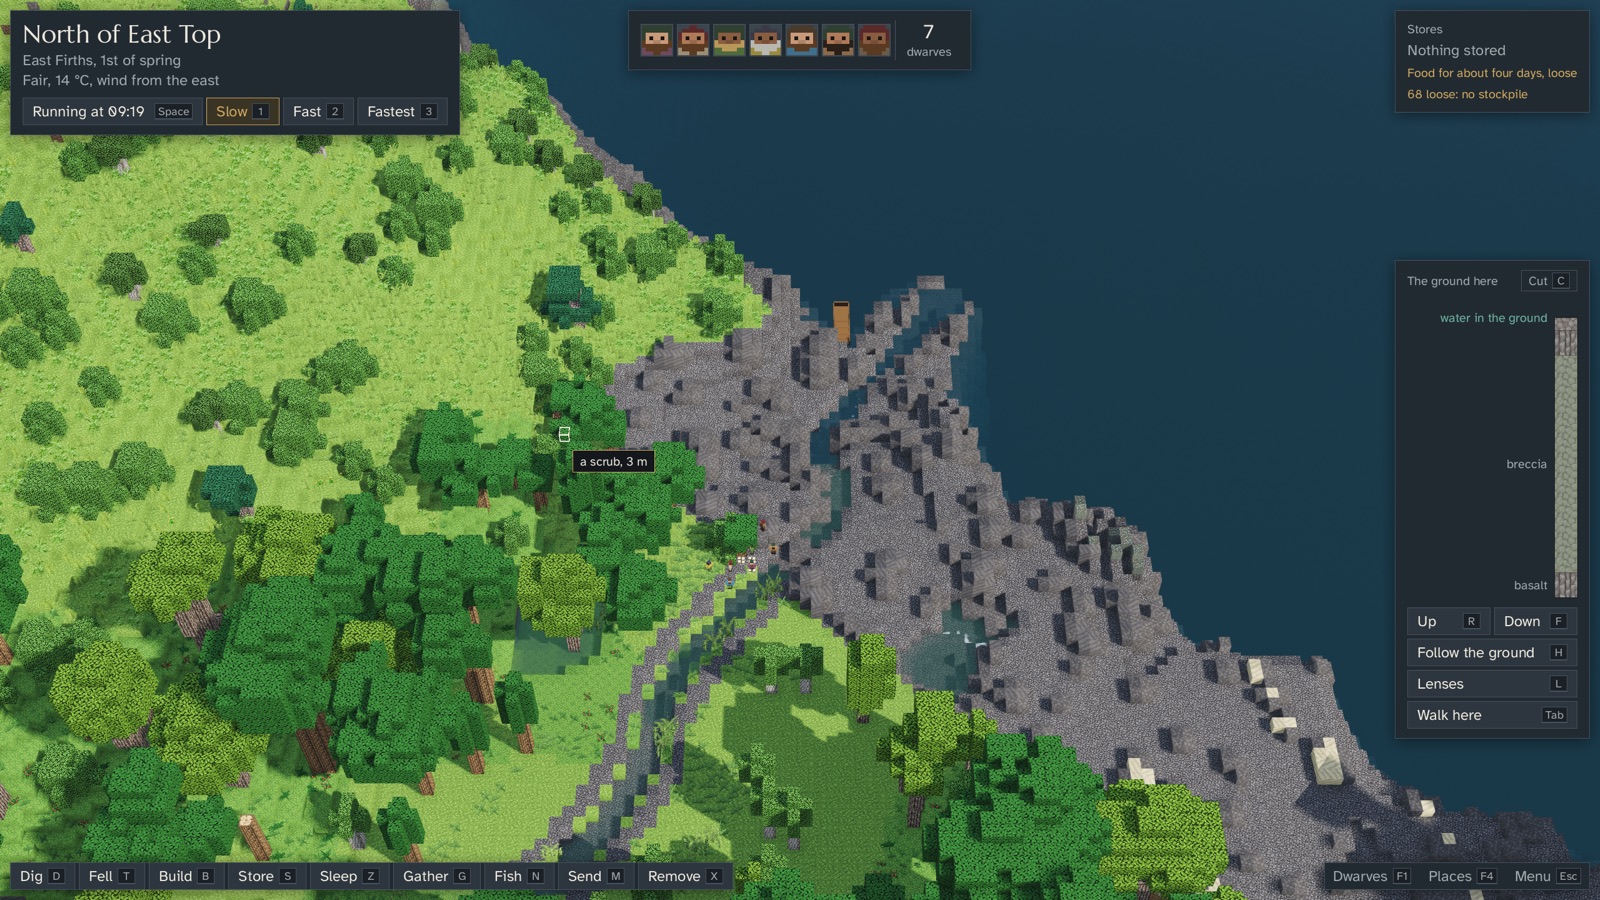 North of East Top
East Firths, 1st of spring
Fair, 14 °C, wind from the east
Running at 09:19 Space
Slow 1
Fast 2
Fastest 3
7
dwarves
Stores
Nothing stored
Food for about four days, loose
68 loose: no stockpile
The ground here
Cut C
water in the ground
breccia
basalt
Up R
Down F
Follow the ground H
Lenses L
Walk here Tab
a scrub, 3 m
Dig D
Fell T
Build B
Store S
Sleep Z
Gather G
Fish N
Send M
Remove X
Dwarves F1
Places F4
Menu Esc